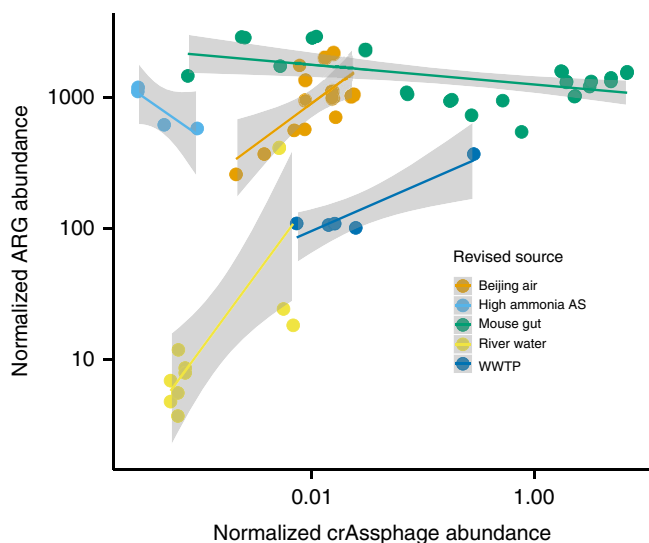 Normalized ARG abundance
1000
100
10
Revised source
Beijing air
High ammonia AS
Mouse gut
River water
WWTP
0.01
1.00
Normalized crAssphage abundance